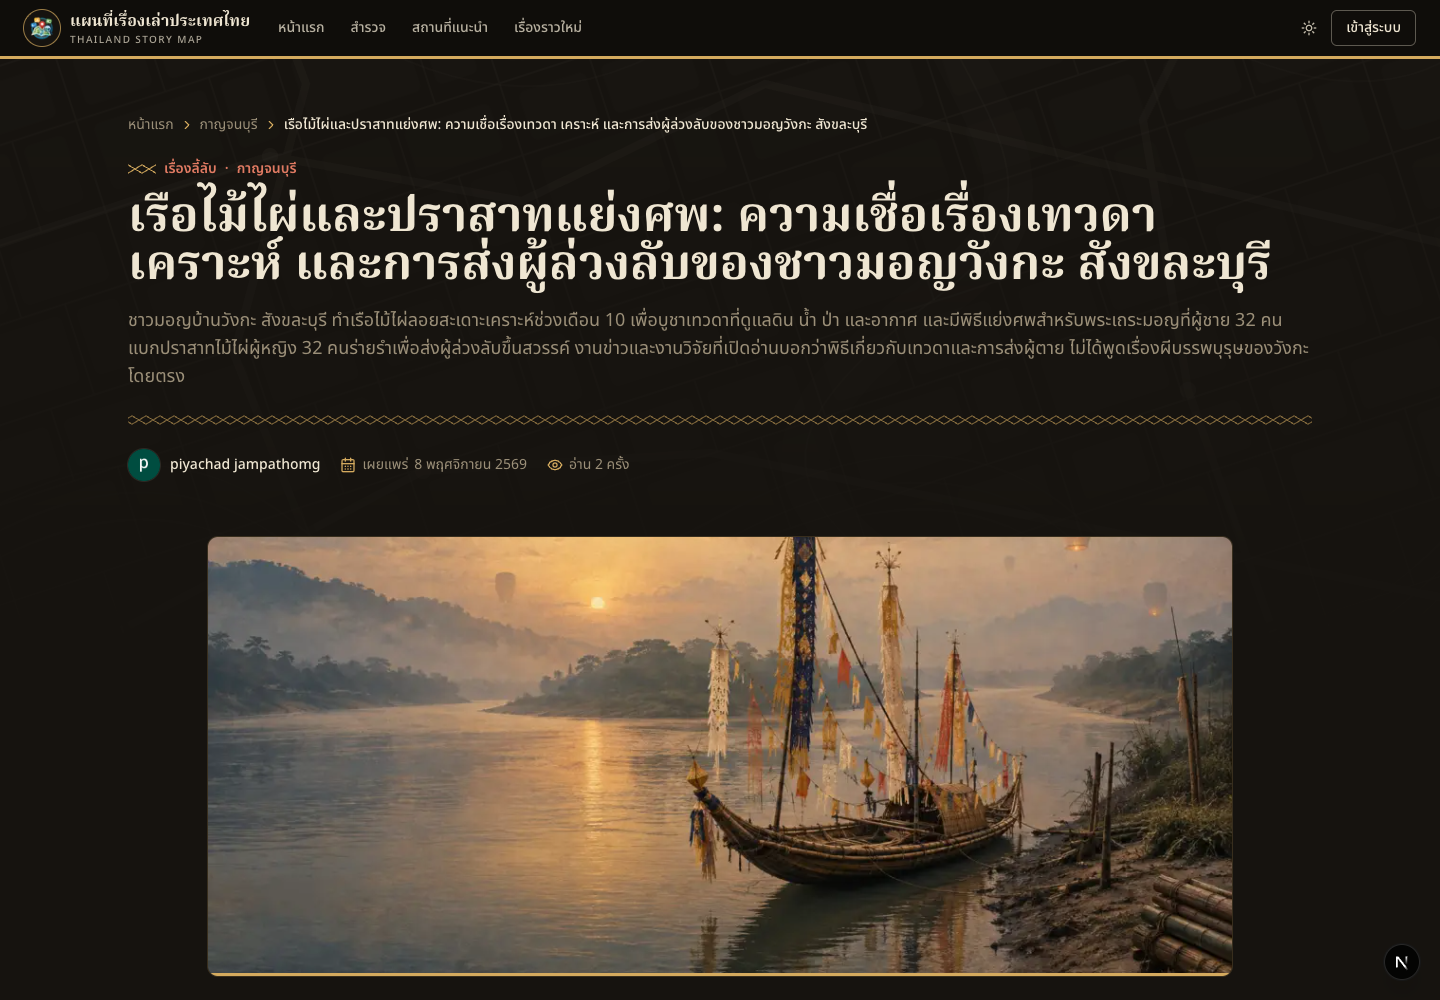 แผนที่เรื่องเล่าประเทศไทย
THAILAND STORY MAP
หน้าแรก
สำรวจ
สถานที่แนะนำ
เรื่องราวใหม่
เข้าสู่ระบบ
หน้าแรก > กาญจนบุรี > เรือไม้ไผ่และปราสาทแย่งศพ: ความเชื่อเรื่องเทวดา เคราะห์ และการส่งผู้ล่วงลับของชาวมอญวังกะ สังขละบุรี
เรื่องลี้ลับ · กาญจนบุรี
เรือไม้ไผ่และปราสาทแย่งศพ: ความเชื่อเรื่องเทวดา
เคราะห์ และการส่งผู้ล่วงลับของชาวมอญวังกะ สังขละบุรี
ชาวมอญบ้านวังกะ สังขละบุรี ทำเรือไม้ไผ่ลอยสะเดาะเคราะห์ช่วงเดือน 10 เพื่อบูชาเทวดาที่ดูแลดิน น้ำ ป่า และอากาศ และมีพิธีแย่งศพสำหรับพระเถระมอญที่ผู้ชาย 32 คน
แบกปราสาทไม้ไผ่ผู้หญิง 32 คนร่ายรำเพื่อส่งผู้ล่วงลับขึ้นสวรรค์ งานข่าวและงานวิจัยที่เปิดอ่านบอกว่าพิธีเกี่ยวกับเทวดาและการส่งผู้ตาย ไม่ได้พูดเรื่องผีบรรพบุรุษของวังกะ
โดยตรง
p
piyachad jampathomg
เผยแพร่ 8 พฤศจิกายน 2569
อ่าน 2 ครั้ง
N